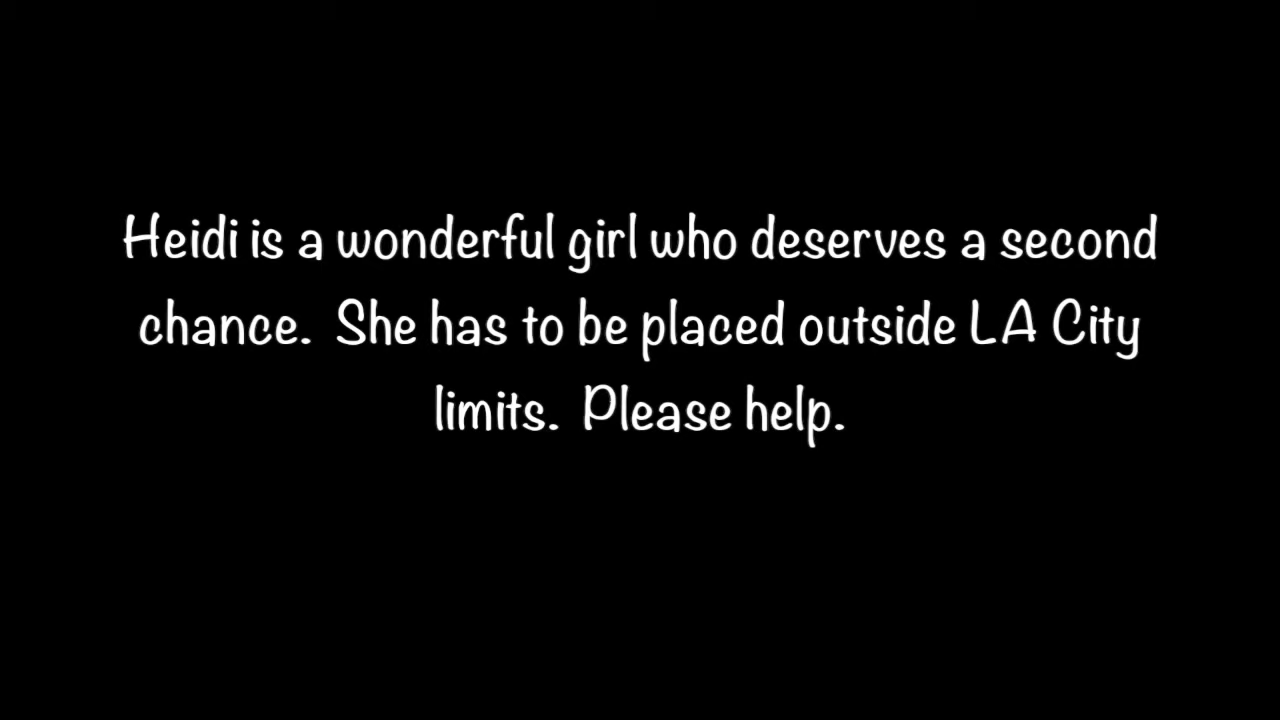 Heidi is a wonderful girl who deserves a second
chance.  She has to be placed outside LA City
limits.  Please help.